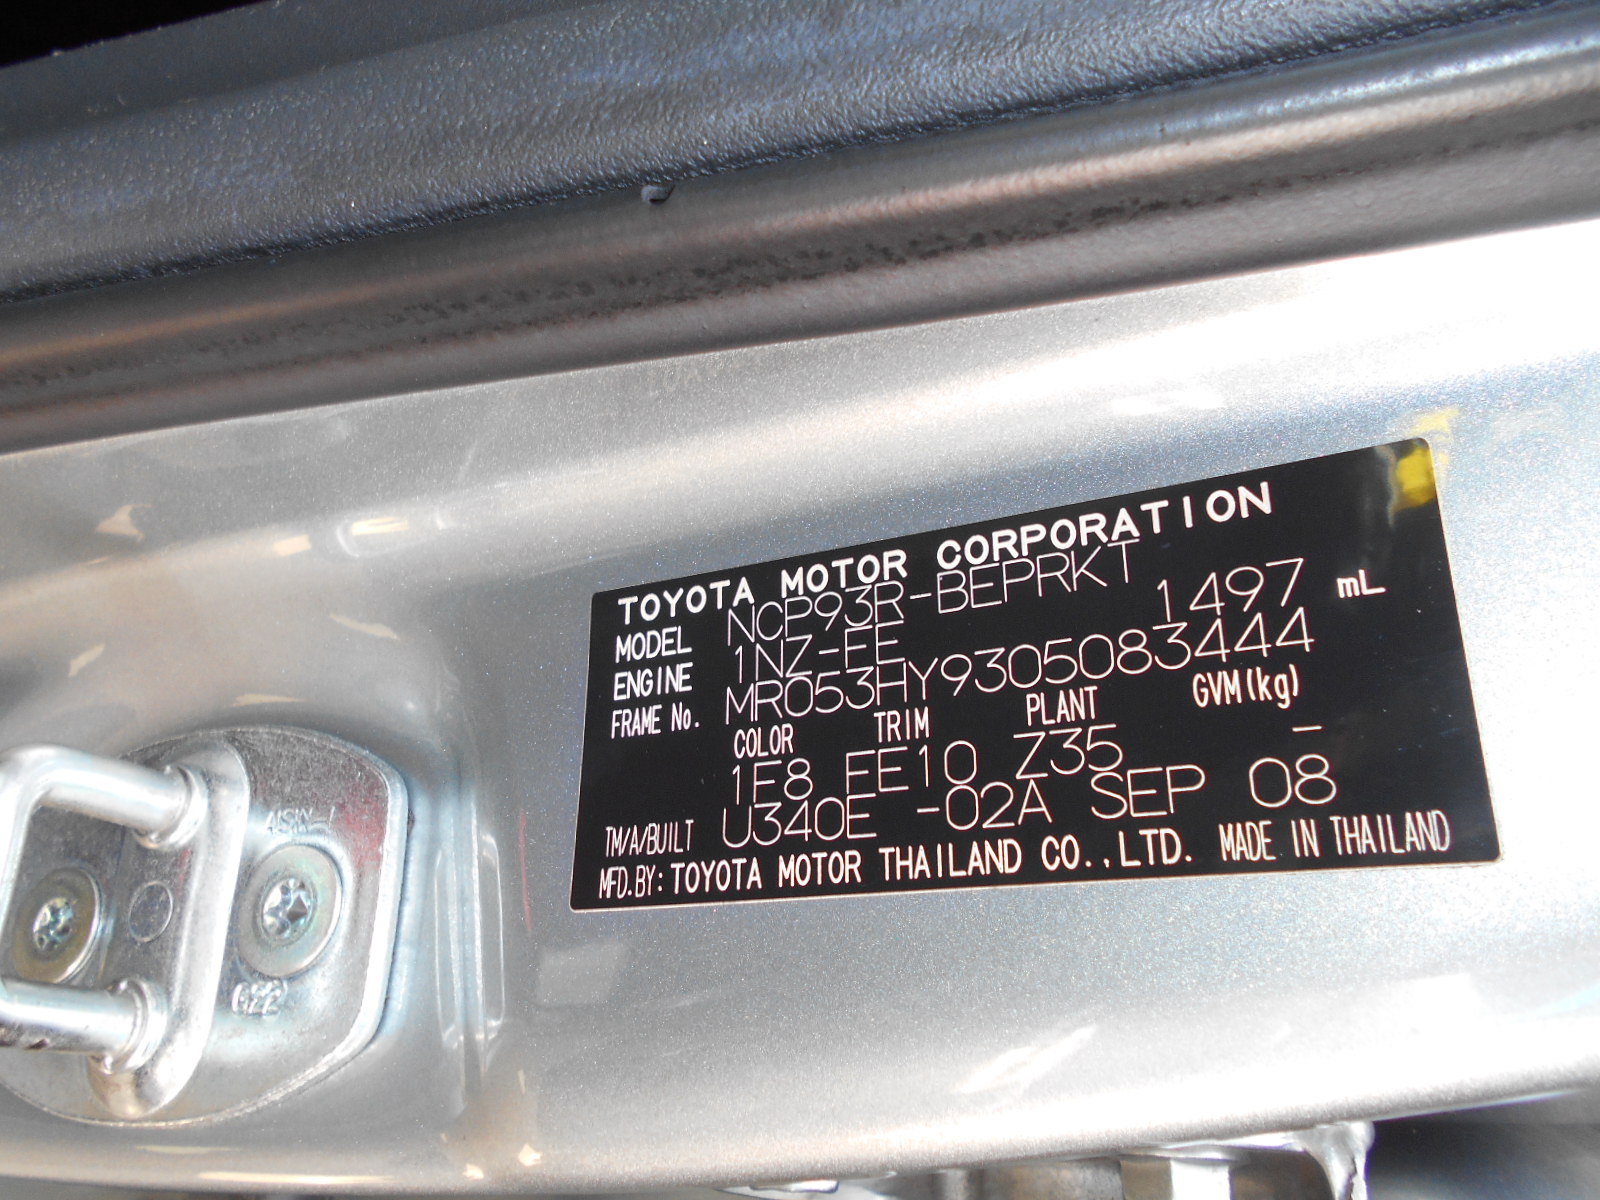 TOYOTA MOTOR CORPORATION
MODEL NCP93R-BEPRKT
ENGINE 1NZ-FE 1497 mL
FRAME No. MR053HY9305083444
COLOR TRIM PLANT GVM(kg)
1F8 FE10 Z35 –
TM/A/BUILT U340E -02A SEP 08
MFD.BY: TOYOTA MOTOR THAILAND CO.,LTD. MADE IN THAILAND